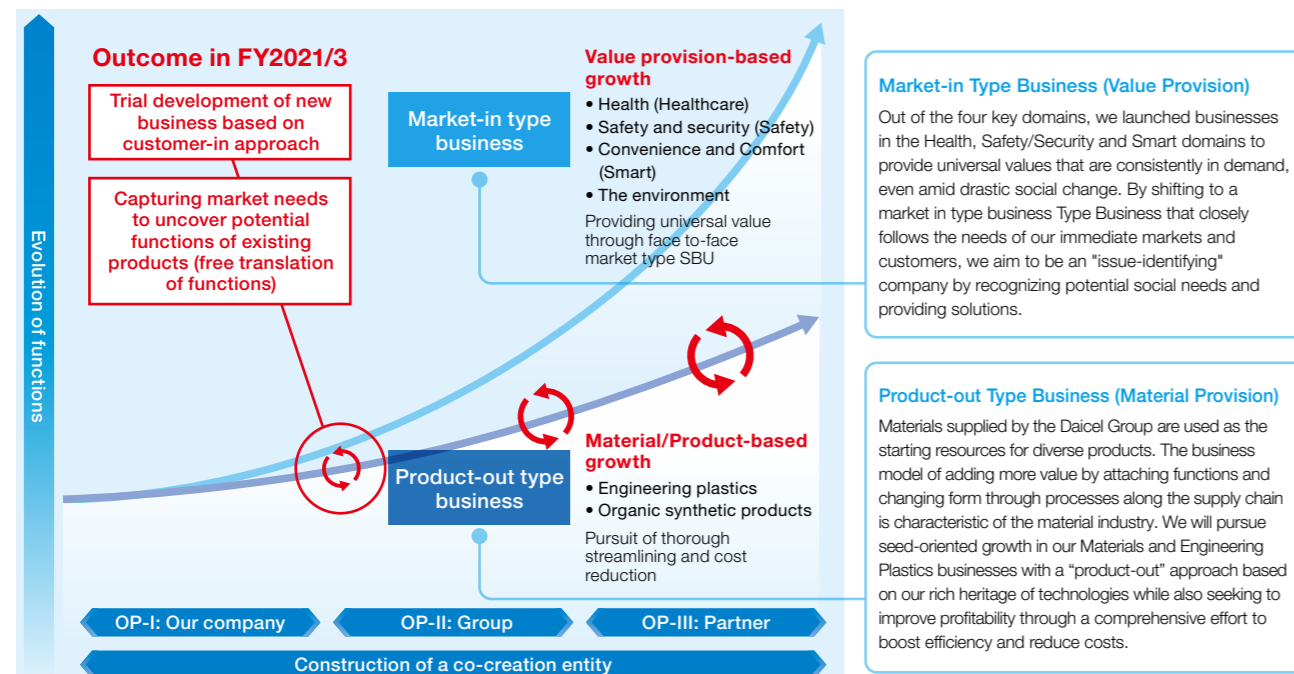 Evolution of functions
Outcome in FY2021/3
Trial development of new
business based on
customer-in approach
Capturing market needs
to uncover potential
functions of existing
products (free translation
of functions)
Market-in type
business
Value provision-based
growth
• Health (Healthcare)
• Safety and security (Safety)
• Convenience and Comfort
(Smart)
• The environment
Providing universal value
through face to-face
market type SBU
Product-out type
business
Material/Product-based
growth
• Engineering plastics
• Organic synthetic products
Pursuit of thorough
streamlining and cost
reduction
OP-I: Our company
OP-II: Group
OP-III: Partner
Construction of a co-creation entity
Market-in Type Business (Value Provision)
Out of the four key domains, we launched businesses
in the Health, Safety/Security and Smart domains to
provide universal values that are consistently in demand,
even amid drastic social change. By shifting to a
market in type business Type Business that closely
follows the needs of our immediate markets and
customers, we aim to be an "issue-identifying"
company by recognizing potential social needs and
providing solutions.
Product-out Type Business (Material Provision)
Materials supplied by the Daicel Group are used as the
starting resources for diverse products. The business
model of adding more value by attaching functions and
changing form through processes along the supply chain
is characteristic of the material industry. We will pursue
seed-oriented growth in our Materials and Engineering
Plastics businesses with a “product-out” approach based
on our rich heritage of technologies while also seeking to
improve profitability through a comprehensive effort to
boost efficiency and reduce costs.